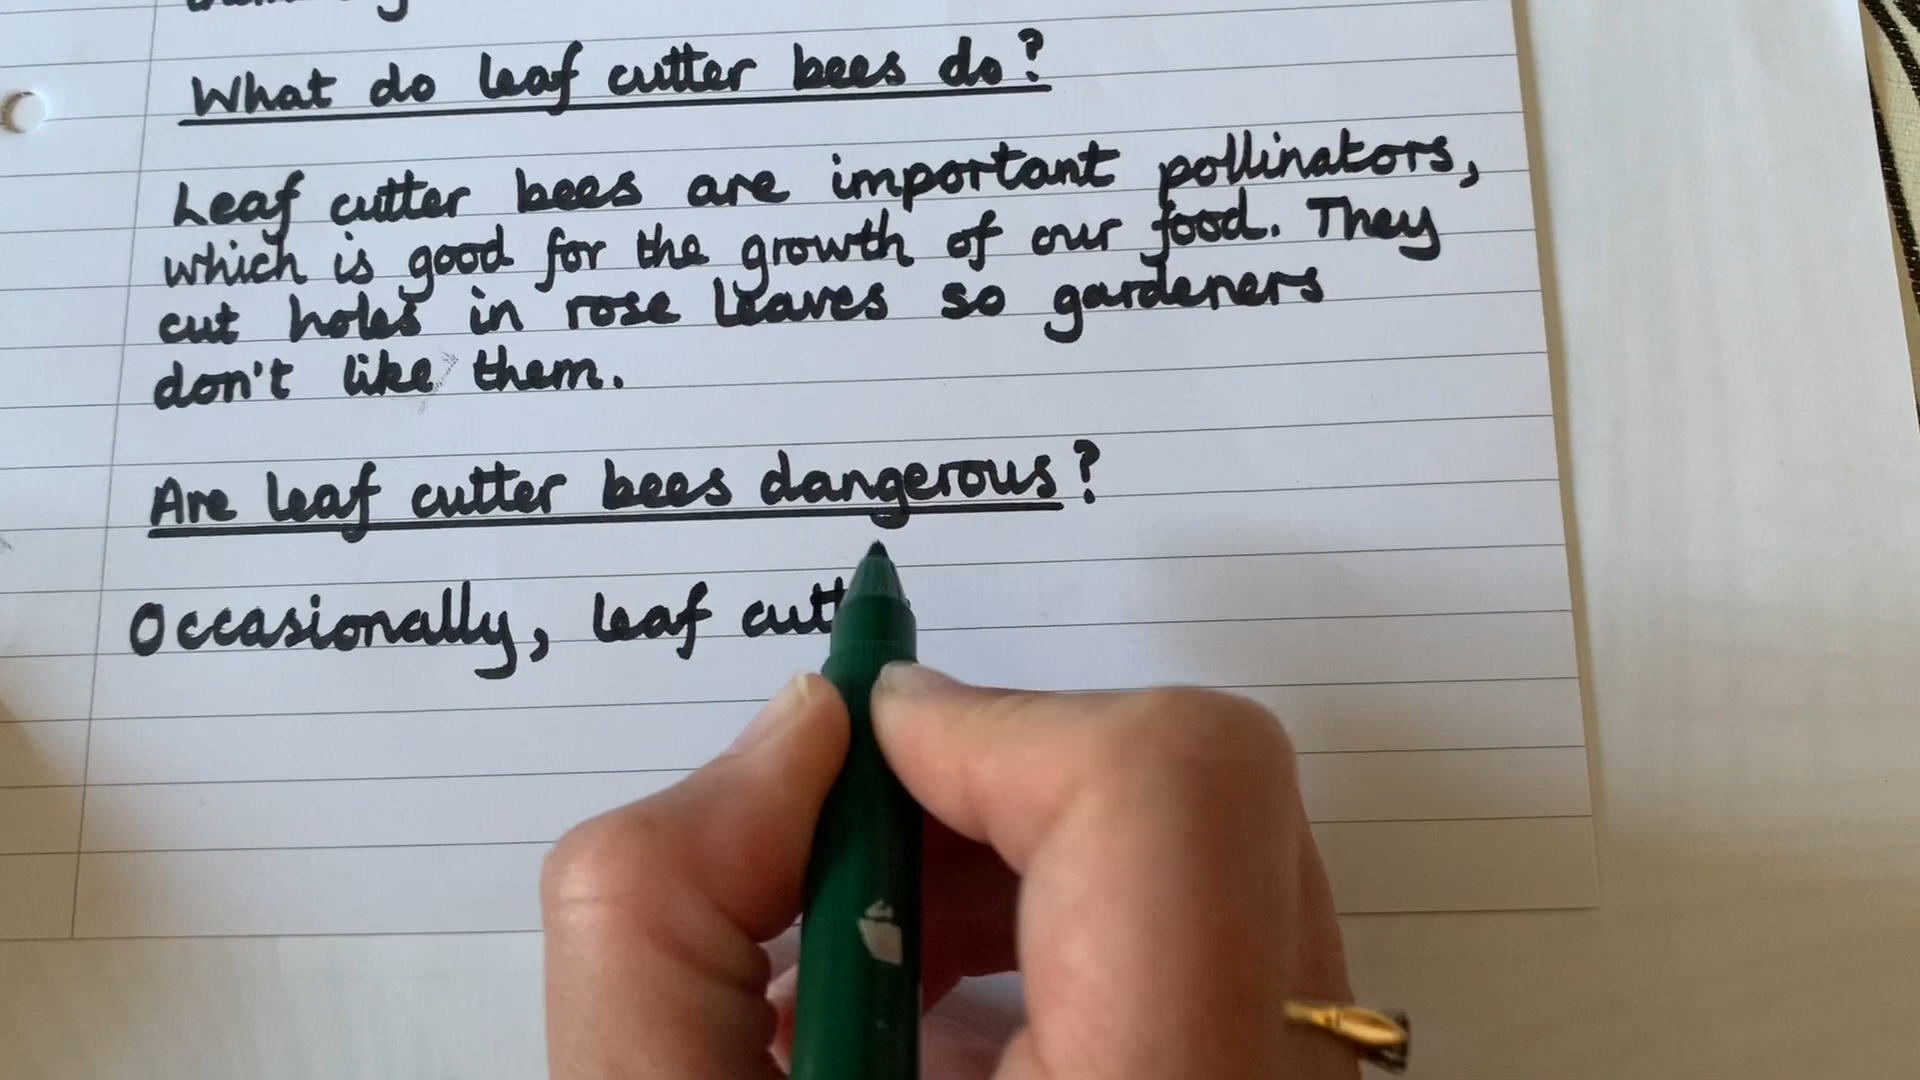 What do leaf cutter bees do?
Leaf cutter bees are important pollinators,
which is good for the growth of our food. They
cut holes in rose leaves so gardeners
don't like them.
Are leaf cutter bees dangerous?
Occasionally, leaf